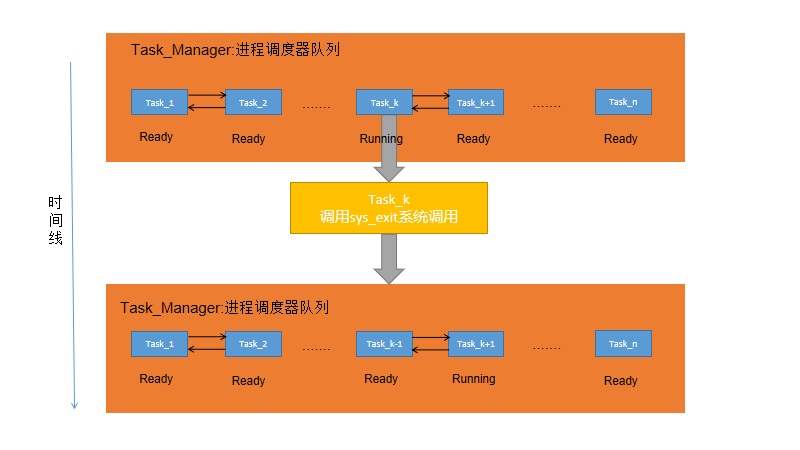 Task_Manager:进程调度器队列
Task_1
Task_2
.......
Task_k
Task_k+1
.......
Task_n
Ready
Ready
Running
Ready
Ready
时
间
线
Task_k
调用sys_exit系统调用
Task_Manager:进程调度器队列
Task_1
Task_2
.......
Task_k-1
Task_k+1
.......
Task_n
Ready
Ready
Ready
Running
Ready